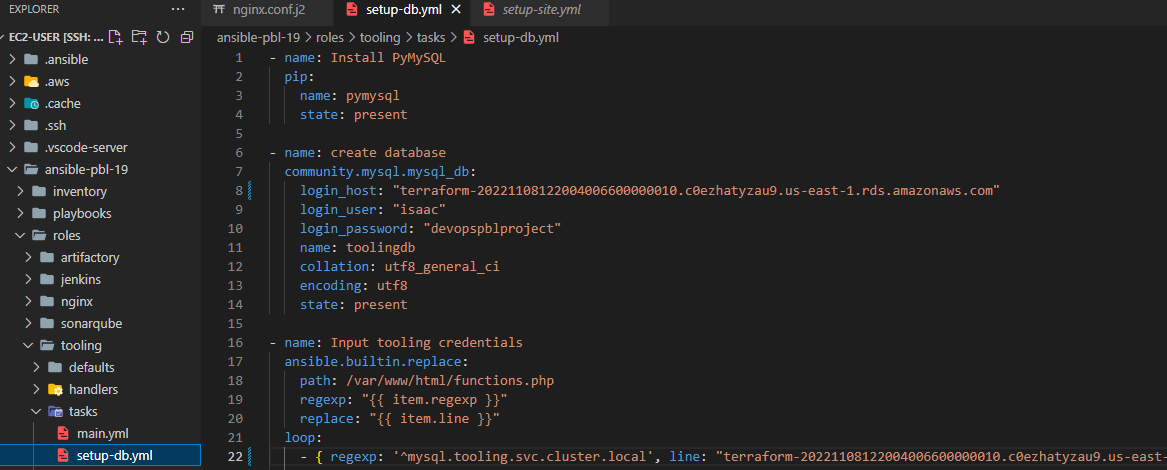 EXPLORER
EC2-USER [SSH: ...
.ansible
.aws
.cache
.ssh
.vscode-server
ansible-pbl-19
inventory
playbooks
roles
artifactory
jenkins
nginx
sonarqube
tooling
defaults
handlers
tasks
main.yml
setup-db.yml
nginx.conf.j2 setup-db.yml setup-site.yml
ansible-pbl-19 > roles > tooling > tasks > setup-db.yml
1 - name: Install PyMySQL
2 pip:
3 name: pymysql
4 state: present
5
6 - name: create database
7 community.mysql.mysql_db:
8 login_host: "terraform-20221108122004006600000010.c0ezhatyzau9.us-east-1.rds.amazonaws.com"
9 login_user: "isaac"
10 login_password: "devopspblproject"
11 name: toolingdb
12 collation: utf8_general_ci
13 encoding: utf8
14 state: present
15
16 - name: Input tooling credentials
17 ansible.builtin.replace:
18 path: /var/www/html/functions.php
19 regexp: "{{ item.regexp }}"
20 replace: "{{ item.line }}"
21 loop:
22 - { regexp: '^mysql.tooling.svc.cluster.local', line: "terraform-20221108122004006600000010.c0ezhatyzau9.us-east-